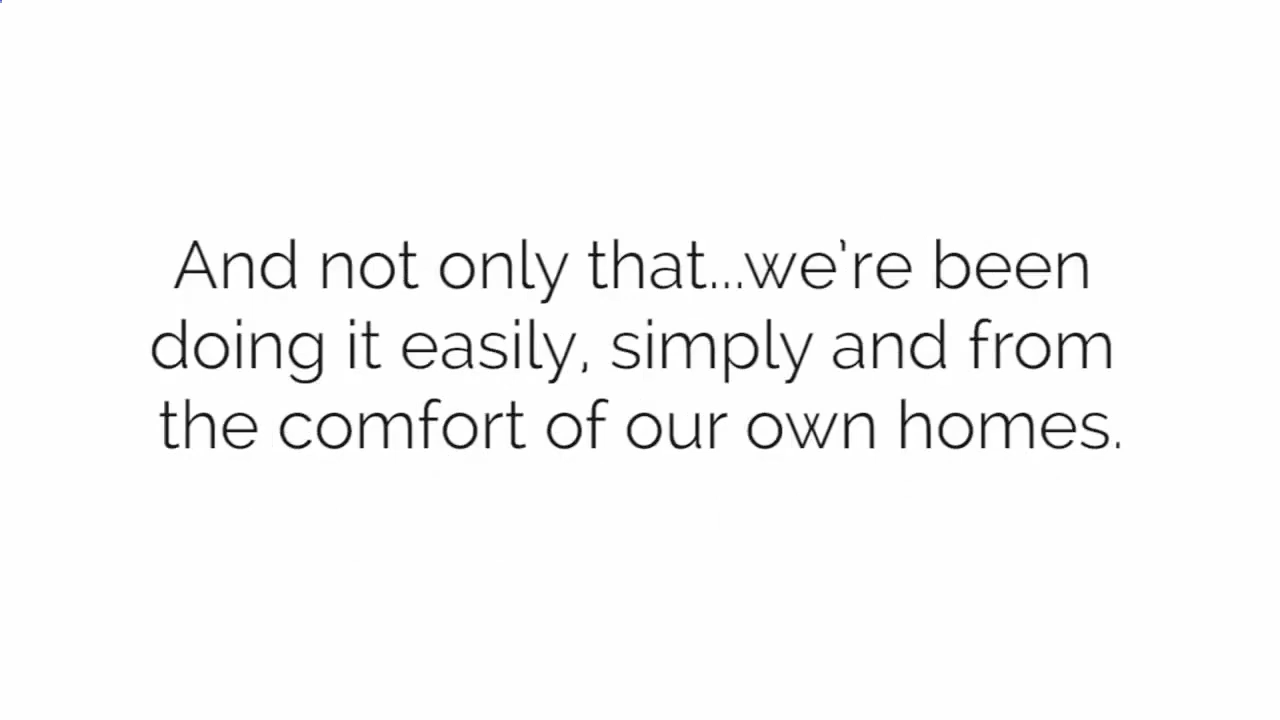 And not only that...we're been
doing it easily, simply and from
the comfort of our own homes.